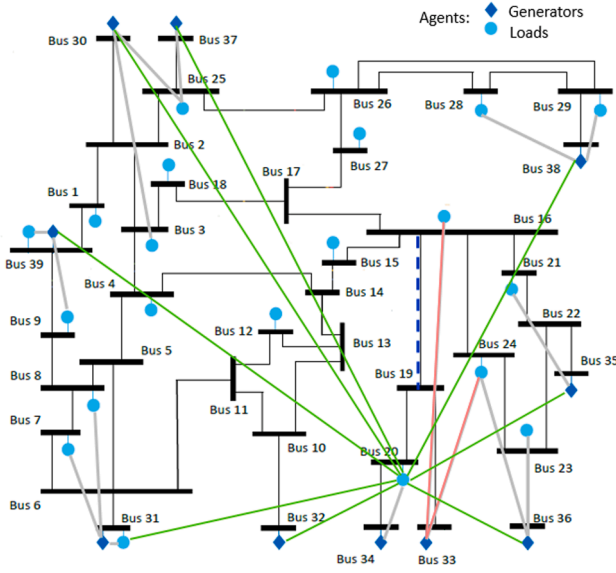 Agents:
Generators
Loads
Bus 30
Bus 37
Bus 25
Bus 26
Bus 28
Bus 29
Bus 2
Bus 27
Bus 38
Bus 17
Bus 18
Bus 1
Bus 3
Bus 16
Bus 39
Bus 15
Bus 21
Bus 4
Bus 14
Bus 9
Bus 12
Bus 13
Bus 22
Bus 5
Bus 24
Bus 35
Bus 8
Bus 19
Bus 11
Bus 7
Bus 10
Bus 20
Bus 23
Bus 6
Bus 31
Bus 32
Bus 36
Bus 34
Bus 33